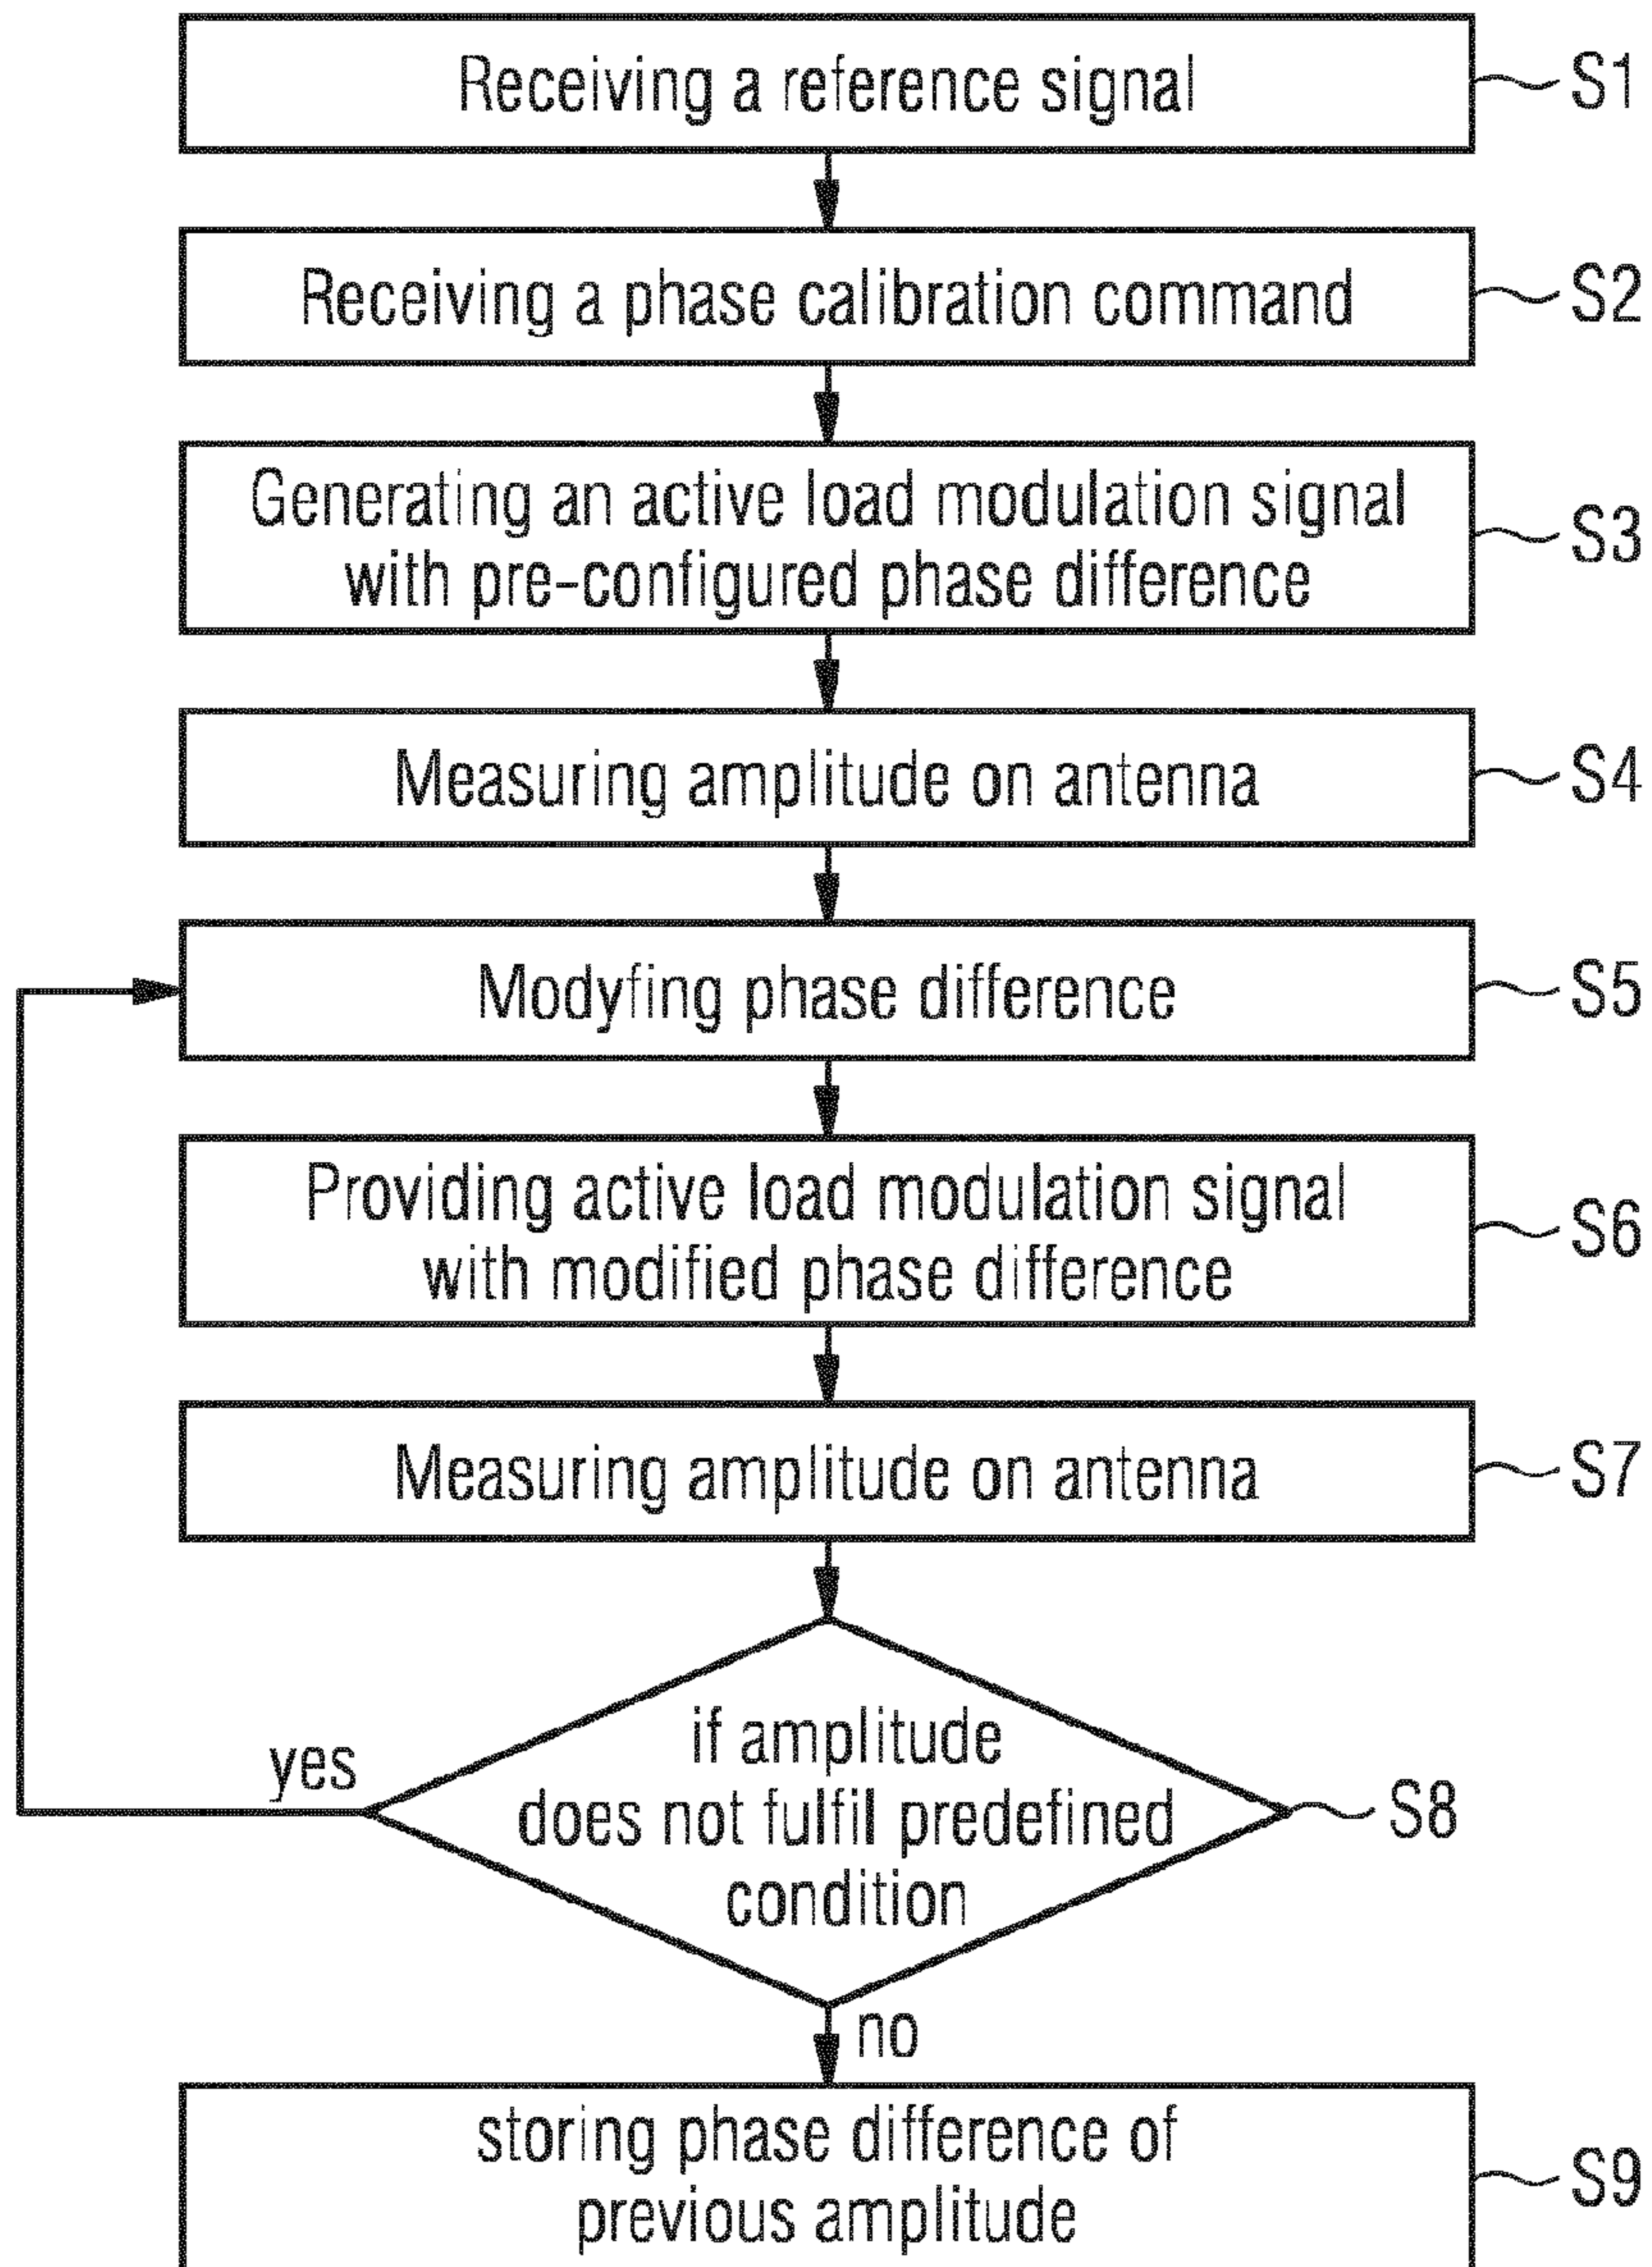 Receiving a reference signal
S1
Receiving a phase calibration command
S2
Generating an active load modulation signal
with pre-configured phase difference
S3
Measuring amplitude on antenna
S4
Modyfing phase difference
S5
Providing active load modulation signal
with modified phase difference
S6
Measuring amplitude on antenna
S7
yes
if amplitude
does not fulfil predefined
condition
S8
no
storing phase difference of
previous amplitude
S9